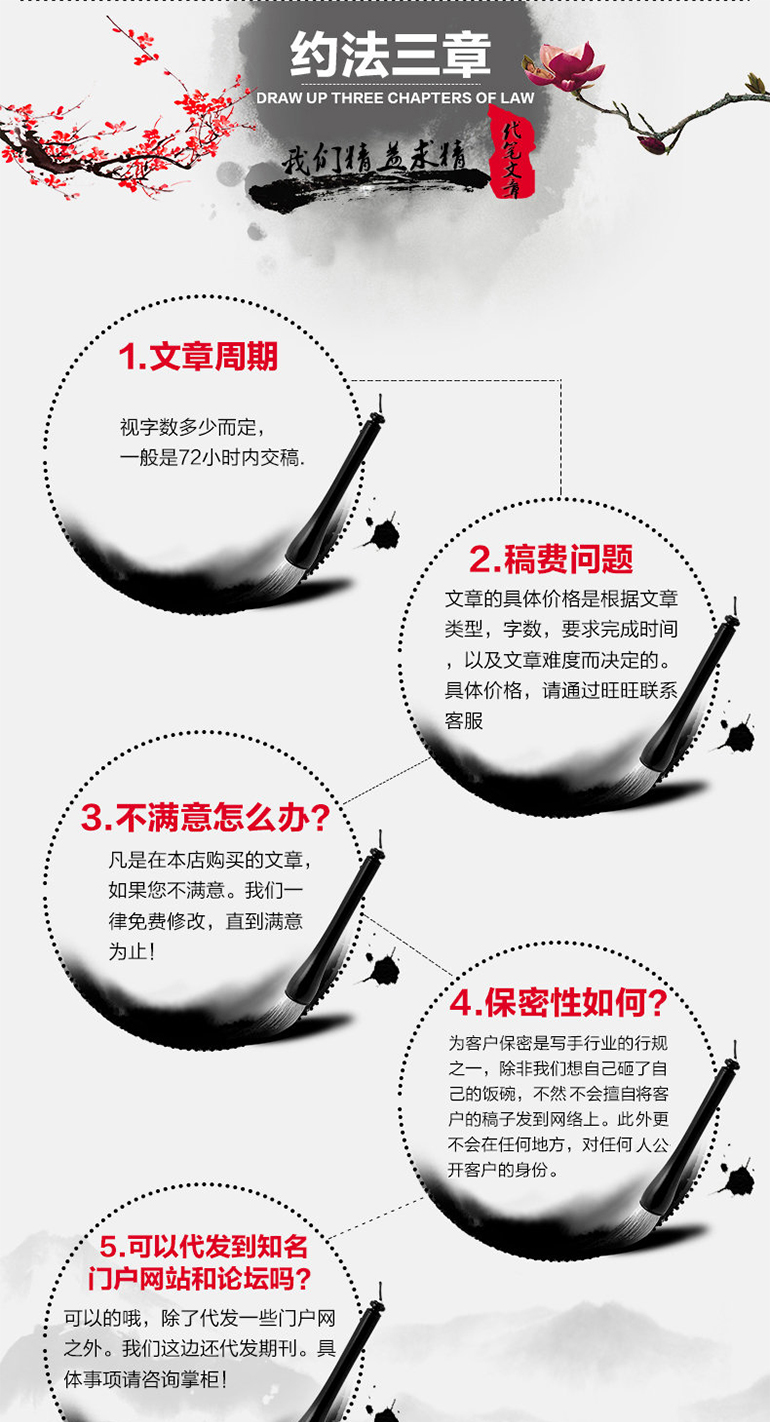 约法三章
DRAW UP THREE CHAPTERS OF LAW
我们精益求精
代笔文章
1.文章周期
视字数多少而定，
一般是72小时内交稿.
2.稿费问题
文章的具体价格是根据文章
类型，字数，要求完成时间
，以及文章难度而决定的。
具体价格，请通过旺旺联系
客服
3.不满意怎么办?
凡是在本店购买的文章，
如果您不满意。我们一
律免费修改，直到满意
为止！
4.保密性如何?
为客户保密是写手行业的行规
之一，除非我们想自己砸了自
己的饭碗，不然不会擅自将客
户的稿子发到网络上。此外更
不会在任何地方，对任何人公
开客户的身份。
5.可以代发到知名
门户网站和论坛吗?
可以的哦，除了代发一些门户网
之外。我们这边还代发期刊。具
体事项请咨询掌柜！